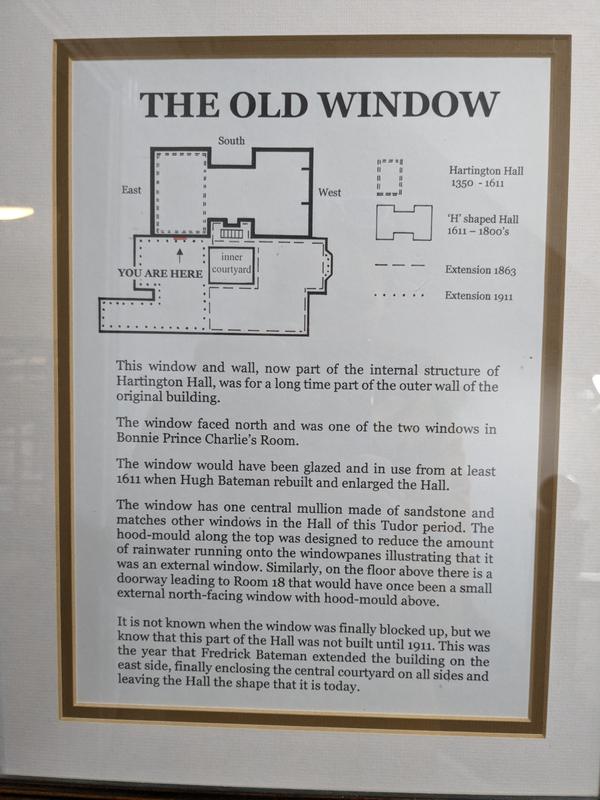 THE OLD WINDOW
South
East
West
inner
courtyard
YOU ARE HERE
Hartington Hall
1350 - 1611
'H' shaped Hall
1611 – 1800's
Extension 1863
Extension 1911
This window and wall, now part of the internal structure of
Hartington Hall, was for a long time part of the outer wall of the
original building.
The window faced north and was one of the two windows in
Bonnie Prince Charlie's Room.
The window would have been glazed and in use from at least
1611 when Hugh Bateman rebuilt and enlarged the Hall.
The window has one central mullion made of sandstone and
matches other windows in the Hall of this Tudor period. The
hood-mould along the top was designed to reduce the amount
of rainwater running onto the windowpanes illustrating that it
was an external window. Similarly, on the floor above there is a
doorway leading to Room 18 that would have once been a small
external north-facing window with hood-mould above.
It is not known when the window was finally blocked up, but we
know that this part of the Hall was not built until 1911. This was
the year that Fredrick Bateman extended the building on the
east side, finally enclosing the central courtyard on all sides and
leaving the Hall the shape that it is today.